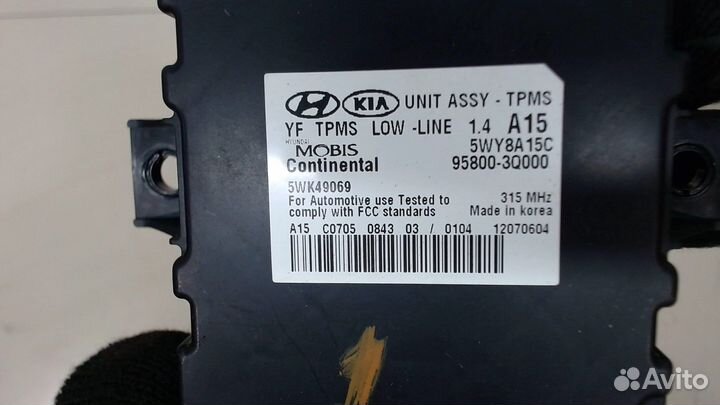 HYUNDAI KIA UNIT ASSY - TPMS
YF TPMS LOW -LINE 1.4 A15
HYUNDAI
MOBIS 5WY8A15C
Continental 95800-3Q000
5WK49069
For Automotive use Tested to 315 MHz
comply with FCC standards Made in korea
A15 C0705 0843 03 / 0104 12070604
Avito